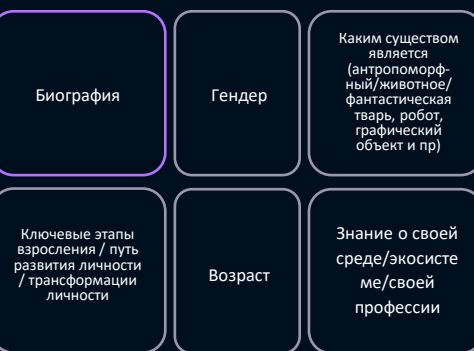 Биография
Гендер
Каким существом
является
(антропоморф-
ный/животное/
фантастическая
тварь, робот,
графический
объект и пр)
Ключевые этапы
взросления / путь
развития личности
/ трансформации
личности
Возраст
Знание о своей
среде/экосисте
ме/своей
профессии